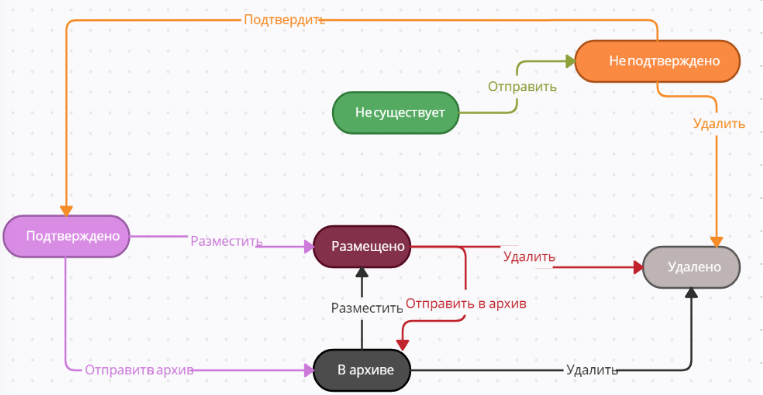 Подтвердить
Не подтверждено
Отправить
Не существует
Удалить
Подтверждено
Разместить
Размещено
Удалить
Удалено
Разместить
Отправить в архив
Отправить в архив
В архиве
Удалить